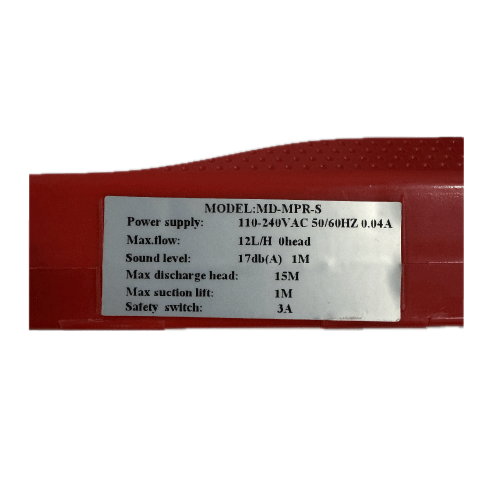 MODEL:MD-MPR-S
Power supply: 110-240VAC 50/60HZ 0.04A
Max.flow: 12L/H 0head
Sound level: 17db(A) 1M
Max discharge head: 15M
Max suction lift: 1M
Safety switch: 3A